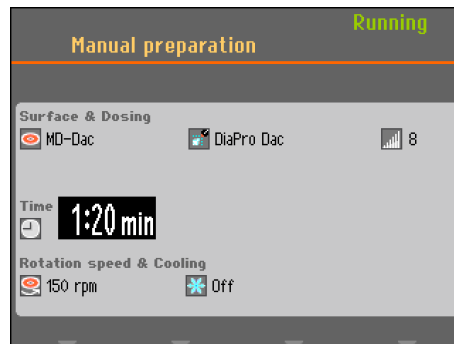 Running
Manual preparation
Surface & Dosing
MD-Dac DiaPro Dac 8
Time
1:20 min
Rotation speed & Cooling
150 rpm Off